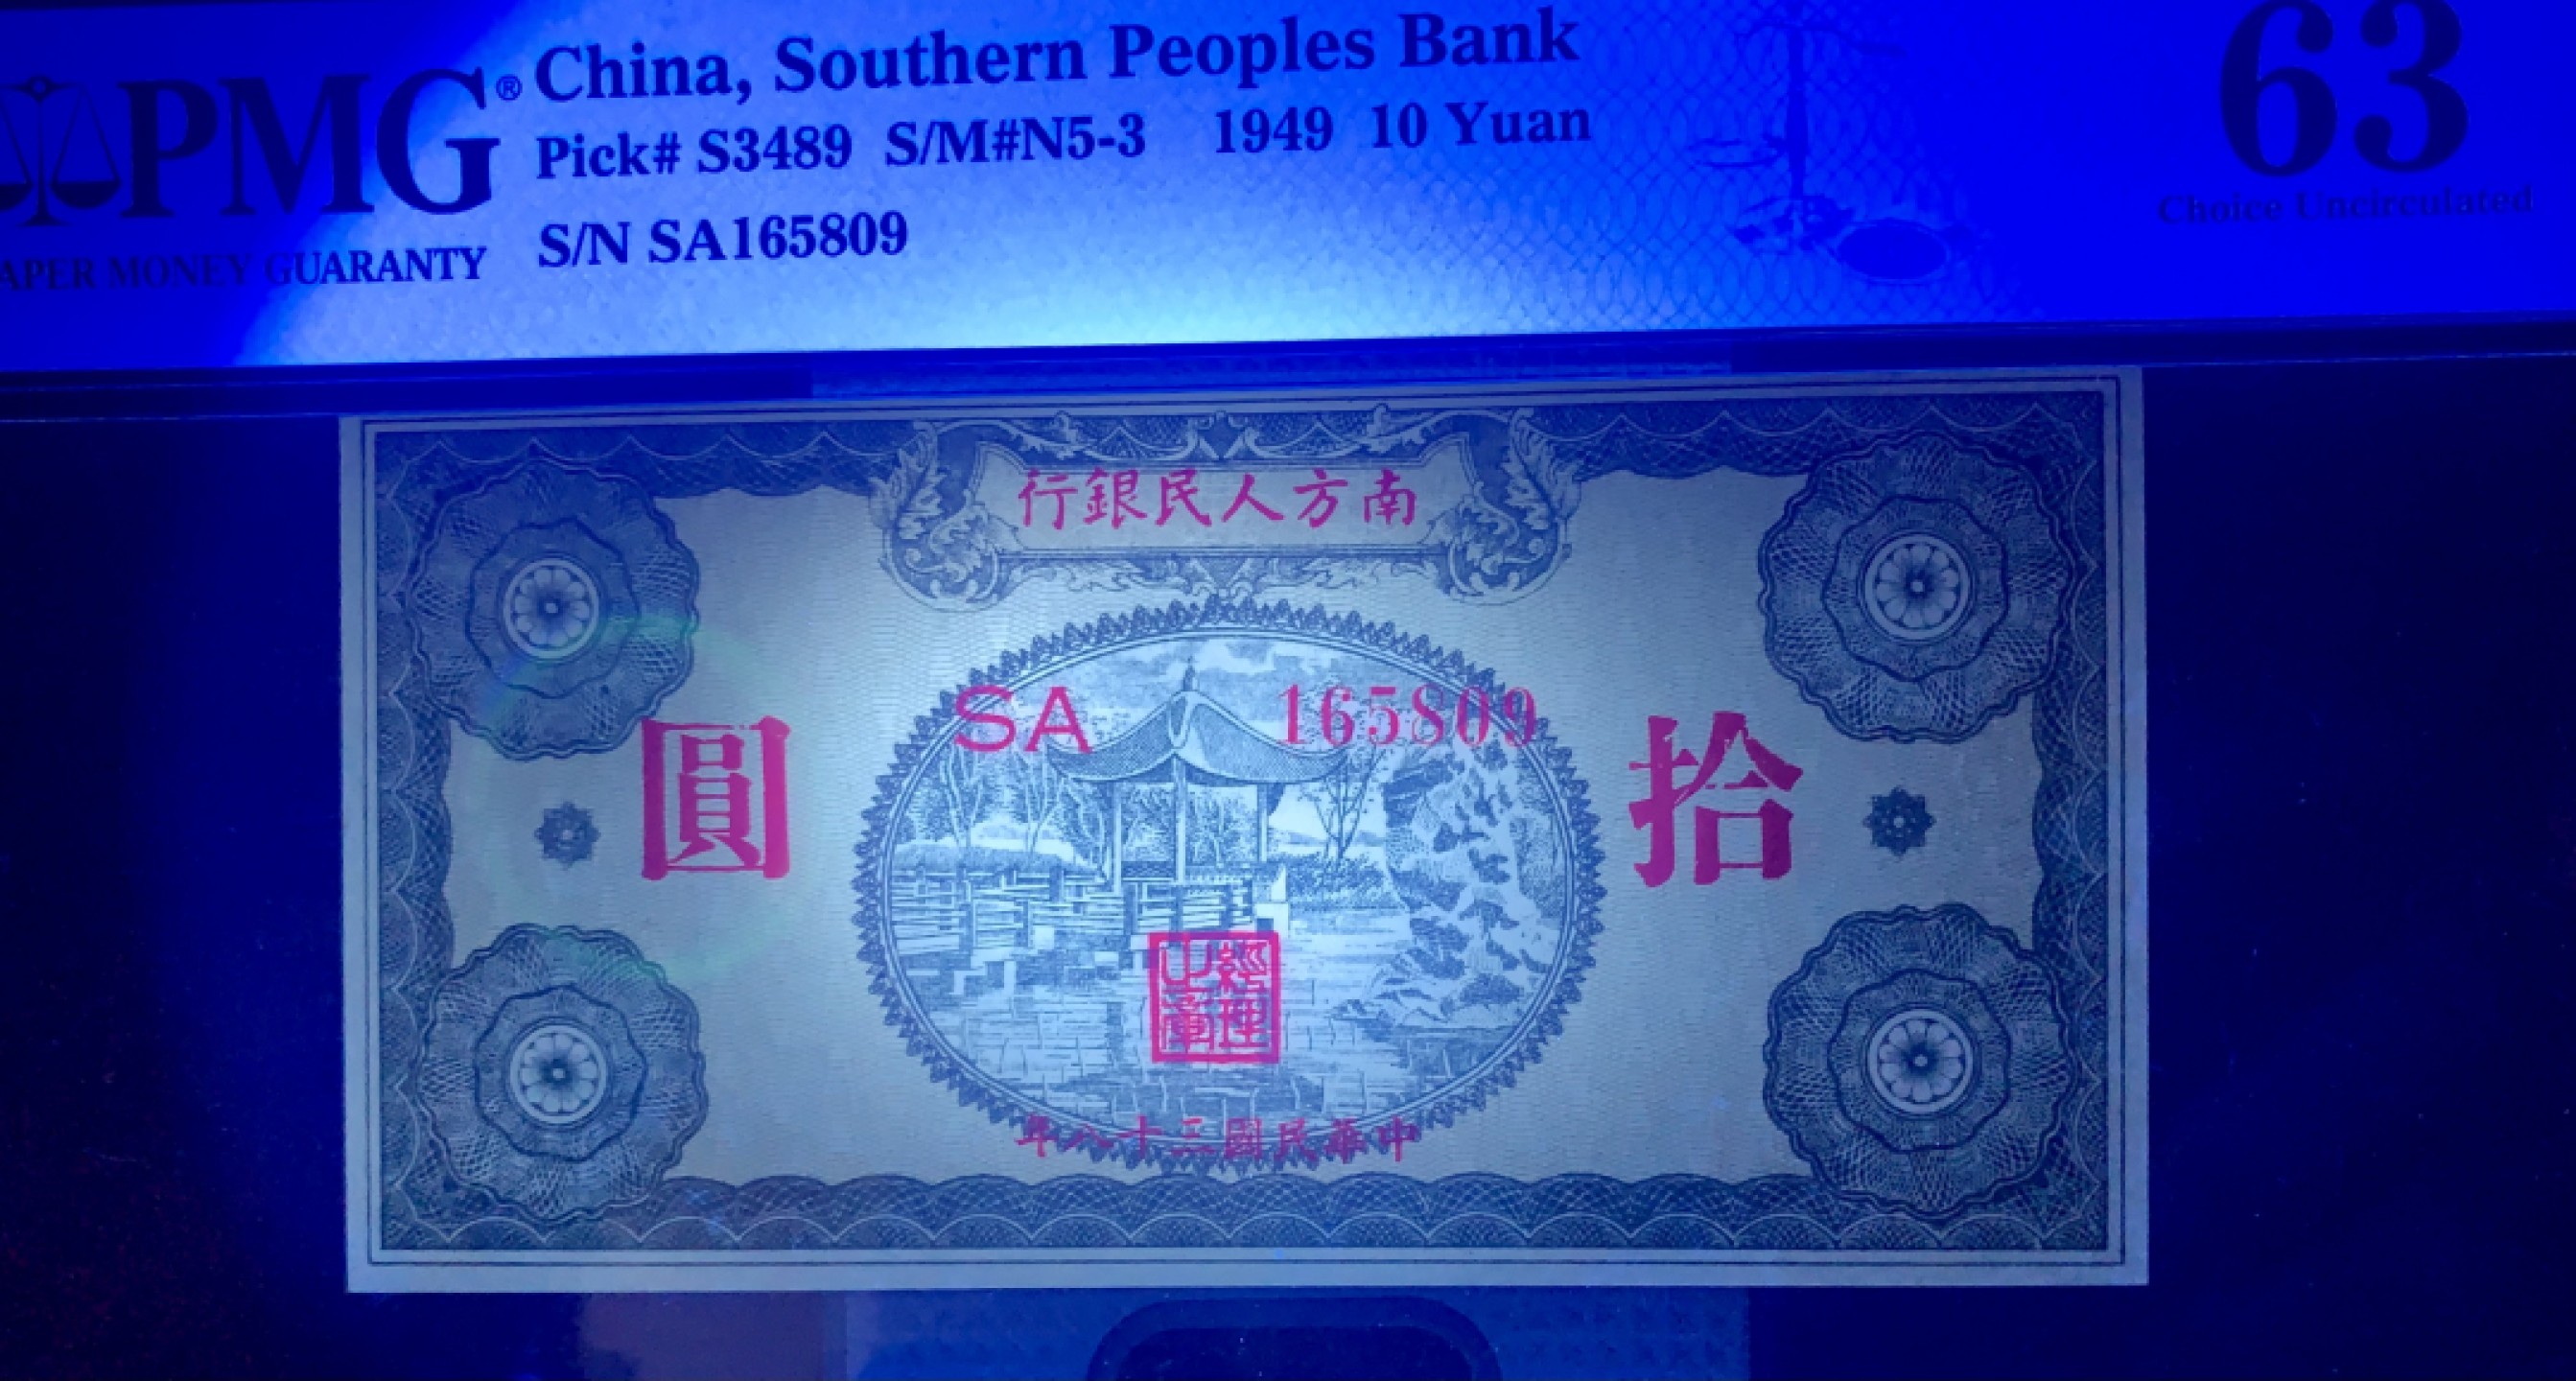 PMG® 
APER MONEY GUARANTY
China, Southern Peoples Bank
Pick# S3489 S/M#N5-3 1949 10 Yuan
S/N SA165809
63
Choice Uncirculated
南方人民銀行
SA 165809
拾圓
經理之章
中華民國三十八年